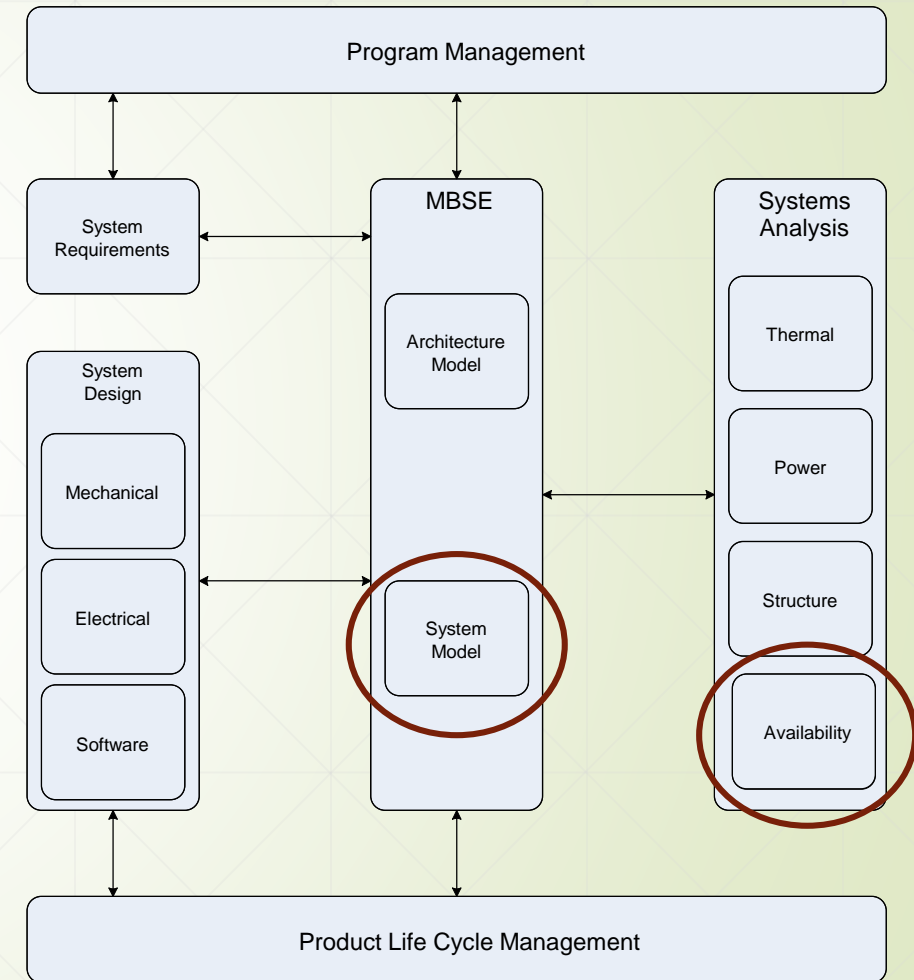 Program Management
System
Requirements
MBSE
Architecture
Model
System
Model
Systems
Analysis
Thermal
Power
Structure
Availability
System
Design
Mechanical
Electrical
Software
Product Life Cycle Management